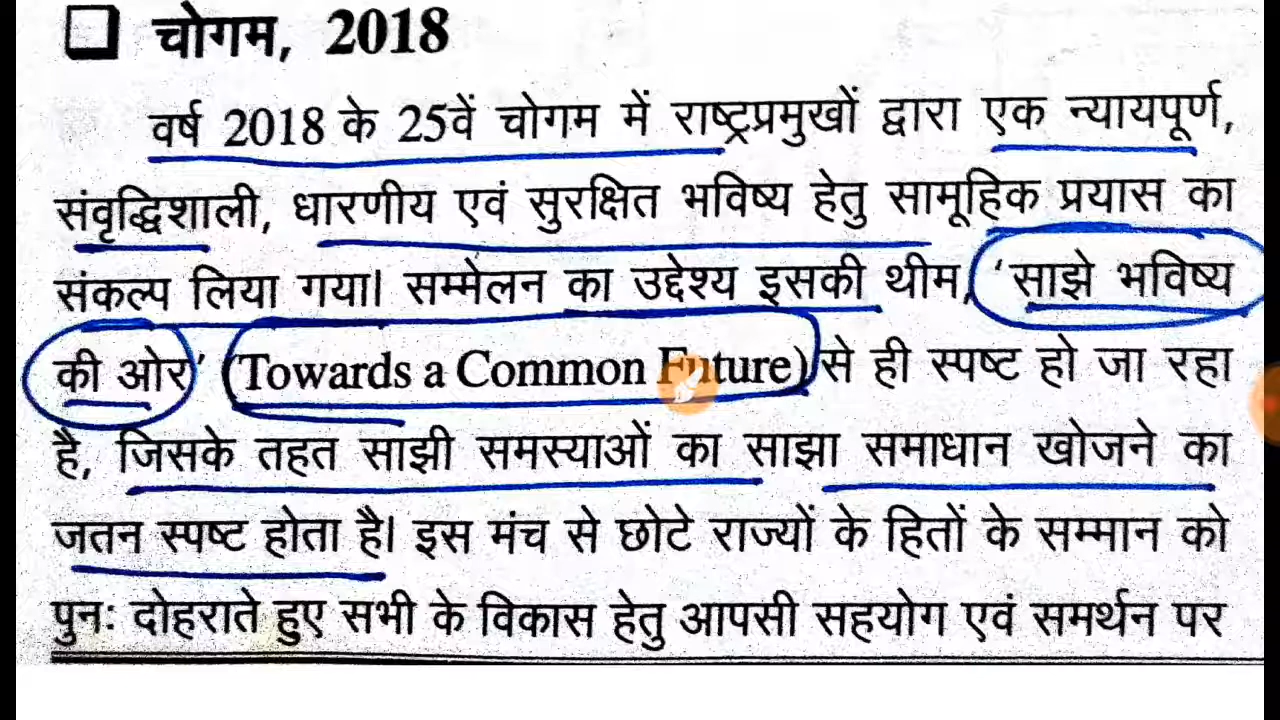 चोगम, 2018
वर्ष 2018 के 25वें चोगम में राष्ट्रप्रमुखों द्वारा एक न्यायपूर्ण,
संवृद्धिशाली, धारणीय एवं सुरक्षित भविष्य हेतु सामूहिक प्रयास का
संकल्प लिया गया। सम्मेलन का उद्देश्य इसकी थीम, ‘साझे भविष्य
की ओर’ (Towards a Common Future) से ही स्पष्ट हो जा रहा
है, जिसके तहत साझी समस्याओं का साझा समाधान खोजने का
जतन स्पष्ट होता है। इस मंच से छोटे राज्यों के हितों के सम्मान को
पुनः दोहराते हुए सभी के विकास हेतु आपसी सहयोग एवं समर्थन पर